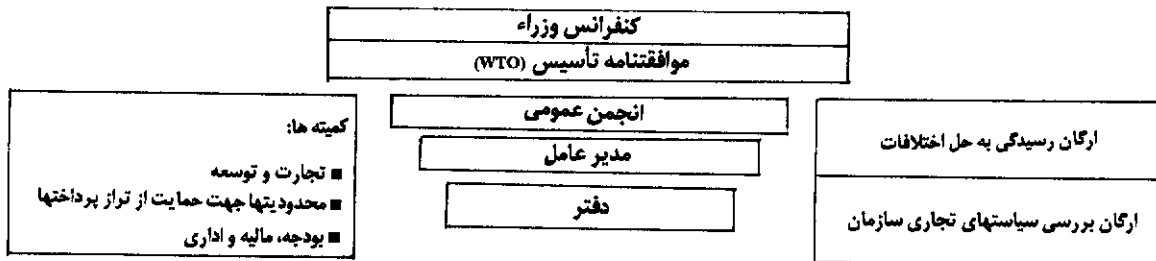 کنفرانس وزراء
موافقتنامه تأسیس (WTO)
انجمن عمومی
مدیر عامل
دفتر
ارگان رسیدگی به حل اختلافات
ارگان بررسی سیاستهای تجاری سازمان
کمیته ها:
■ تجارت و توسعه
■ محدودیتها جهت حمایت از تراز پرداختها
■ بودجه، مالیه و اداری